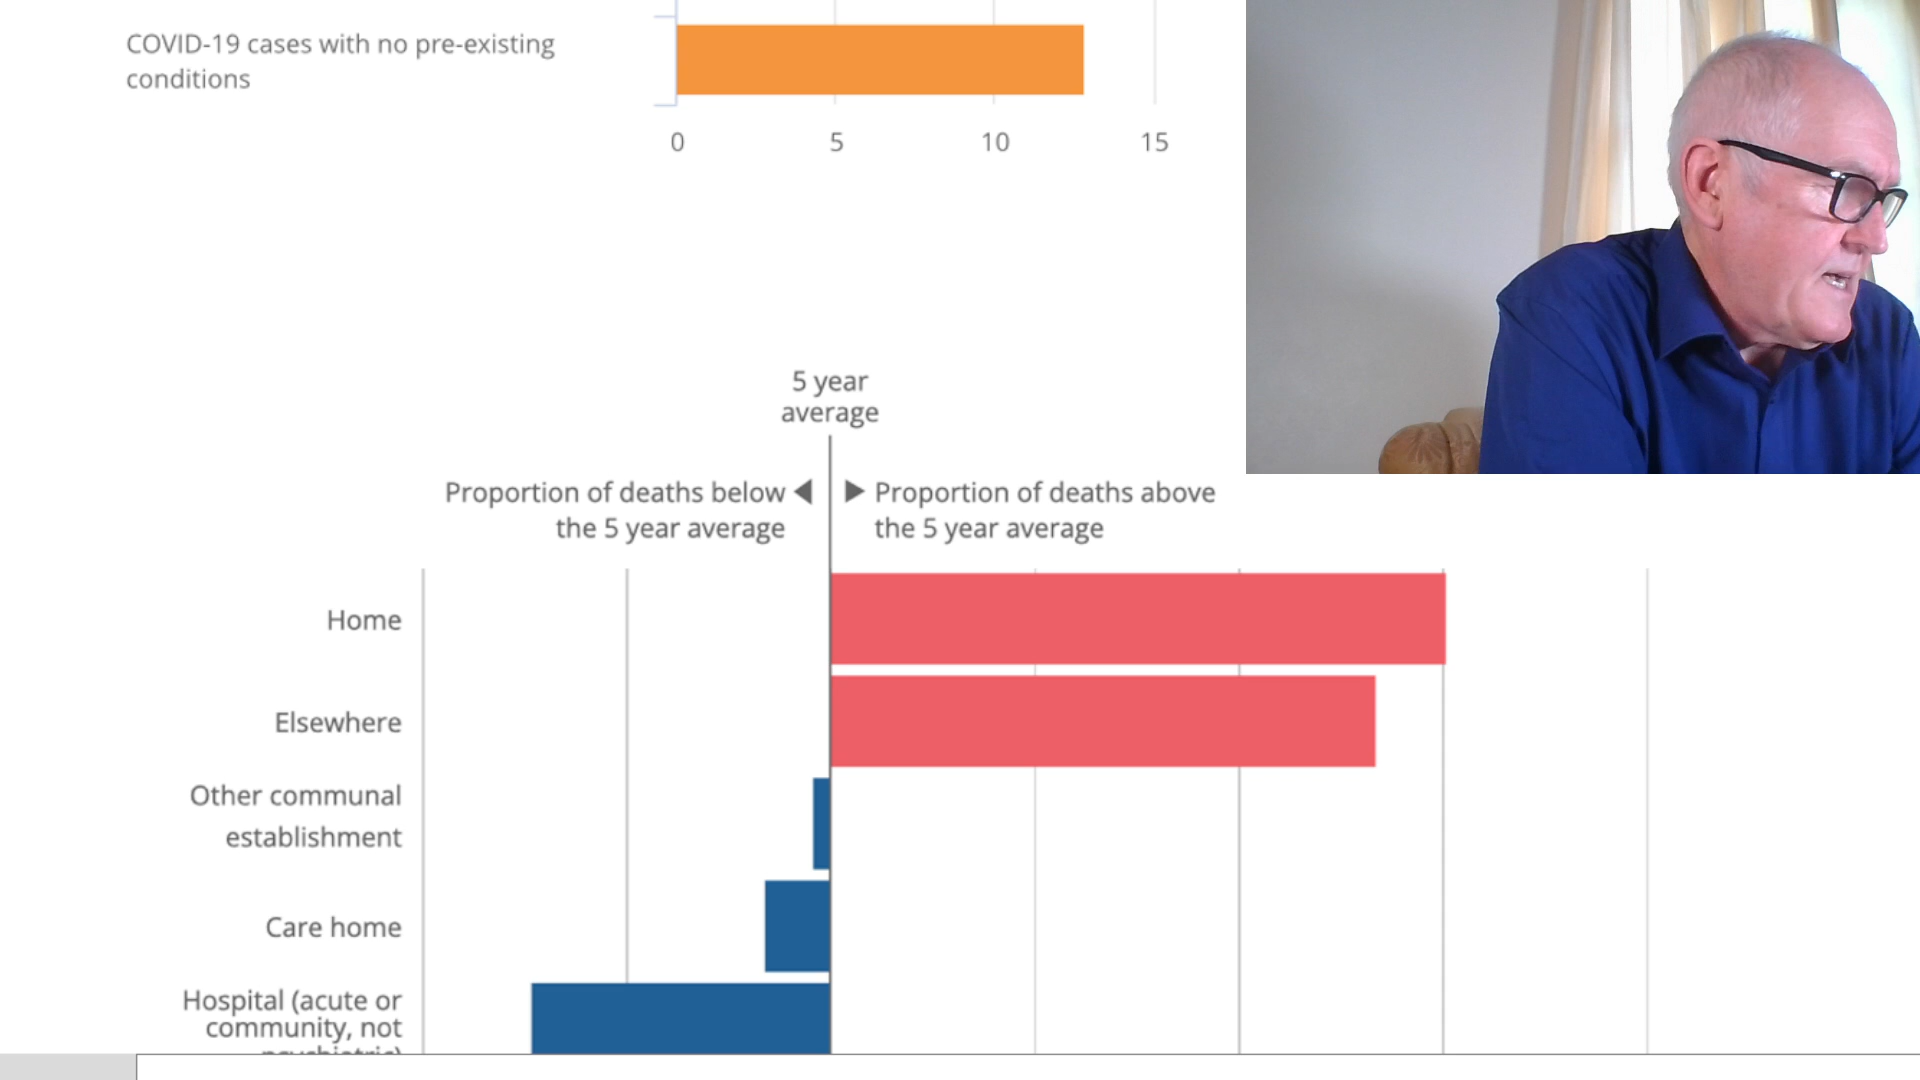 COVID-19 cases with no pre-existing
conditions
0 5 10 15
5 year
average
Proportion of deaths below
the 5 year average
Proportion of deaths above
the 5 year average
Home
Elsewhere
Other communal
establishment
Care home
Hospital (acute or
community, not
psychiatric)